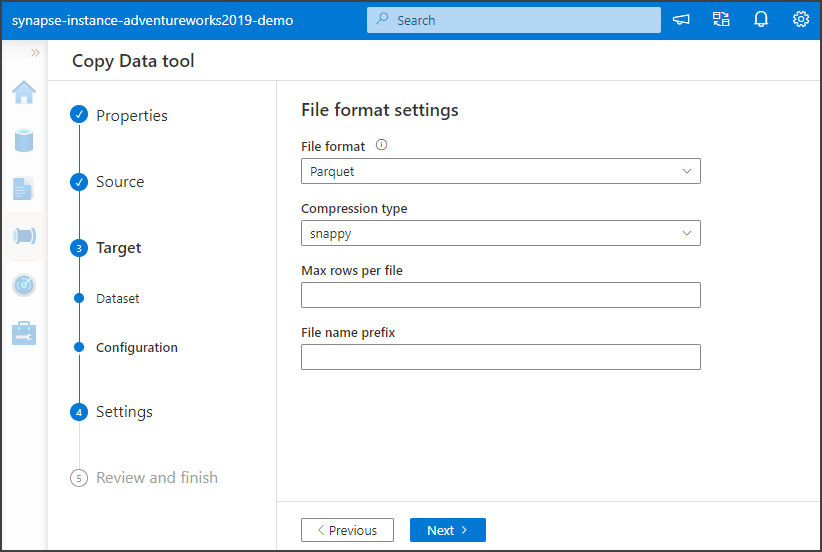 synapse-instance-adventureworks2019-demo
Search
Copy Data tool
Properties
Source
3 Target
Dataset
Configuration
4 Settings
5 Review and finish
File format settings
File format
Parquet
Compression type
snappy
Max rows per file
File name prefix
Previous
Next